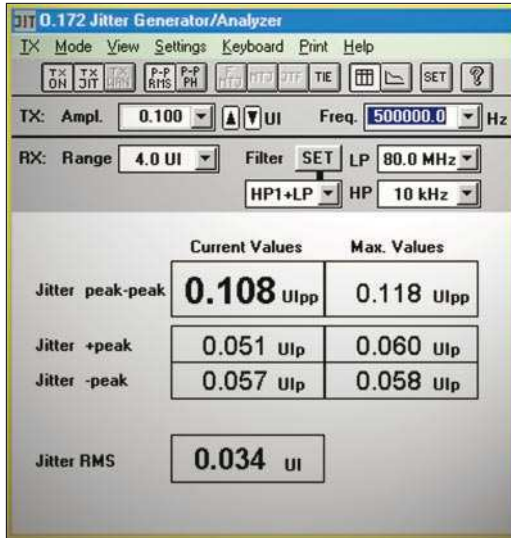 JIT 0.172 Jitter Generator/Analyzer
TX Mode View Settings Keyboard Print Help
TX ON TX JIT TX P-P RMS P-P PH MTJ JTF TIE SET ?
TX: Ampl. 0.100 UI Freq. 500000.0 Hz
RX: Range 4.0 UI Filter SET LP 80.0 MHz
HP1+LP HP 10 kHz
Current Values Max. Values
Jitter peak-peak 0.108 UIpp 0.118 UIpp
Jitter +peak 0.051 UIp 0.060 UIp
Jitter -peak 0.057 UIp 0.058 UIp
Jitter RMS 0.034 UI